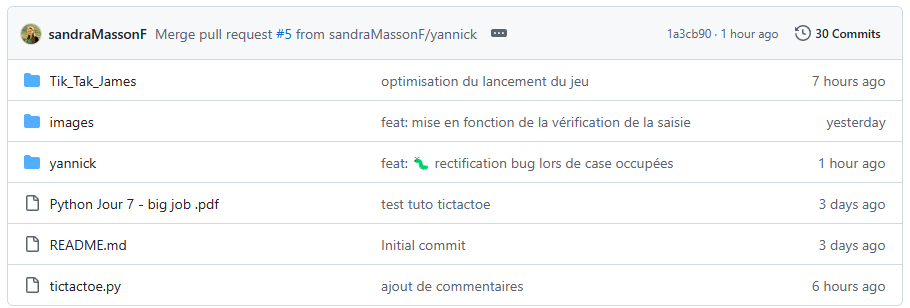 sandraMassonF Merge pull request #5 from sandraMassonF/yannick 1a3cb90 · 1 hour ago 30 Commits
Tik_Tak_James optimisation du lancement du jeu 7 hours ago
images feat: mise en fonction de la vérification de la saisie yesterday
yannick feat: 🐛 rectification bug lors de case occupées 1 hour ago
Python Jour 7 - big job .pdf test tuto tictactoe 3 days ago
README.md Initial commit 3 days ago
tictactoe.py ajout de commentaires 6 hours ago